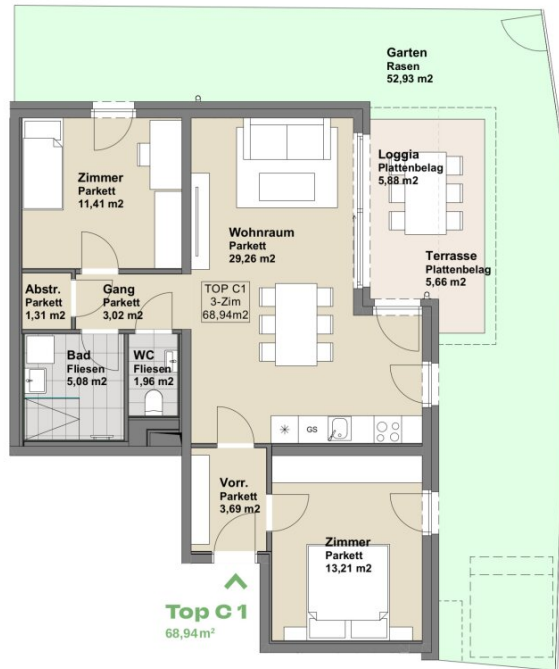 Garten
Rasen
52,93 m2
Zimmer
Parkett
11,41 m2
Loggia
Plattenbelag
5,88 m2
Wohnraum
Parkett
29,26 m2
Terrasse
Plattenbelag
5,66 m2
Abstr.
Parkett
1,31 m2
Gang
Parkett
3,02 m2
TOP C1
3-Zim
68,94m2
Bad
Fliesen
5,08 m2
WC
Fliesen
1,96 m2
GS
Vorr.
Parkett
3,69 m2
Zimmer
Parkett
13,21 m2
Top C 1
68,94 m²